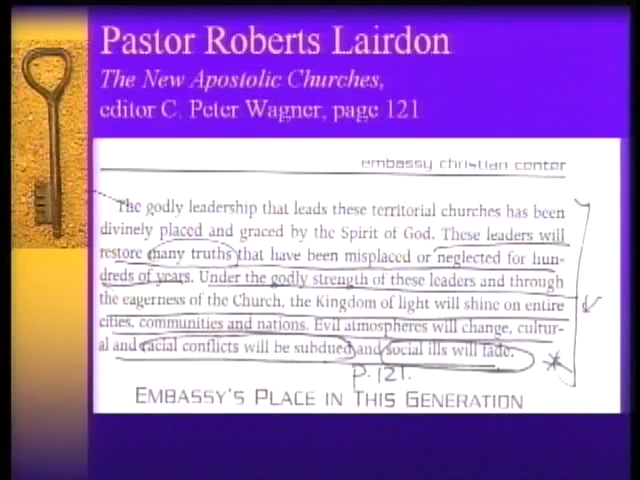 Pastor Roberts Lairdon
The New Apostolic Churches,
editor C. Peter Wagner, page 121
embassy christian center
The godly leadership that leads these territorial churches has been
divinely placed and graced by the Spirit of God. These leaders will
restore many truths that have been misplaced or neglected for hun-
dreds of years. Under the godly strength of these leaders and through
the eagerness of the Church, the Kingdom of light will shine on entire
cities, communities and nations. Evil atmospheres will change, cultur-
al and racial conflicts will be subdued and social ills will fade.
P. 121.
EMBASSY'S PLACE IN THIS GENERATION